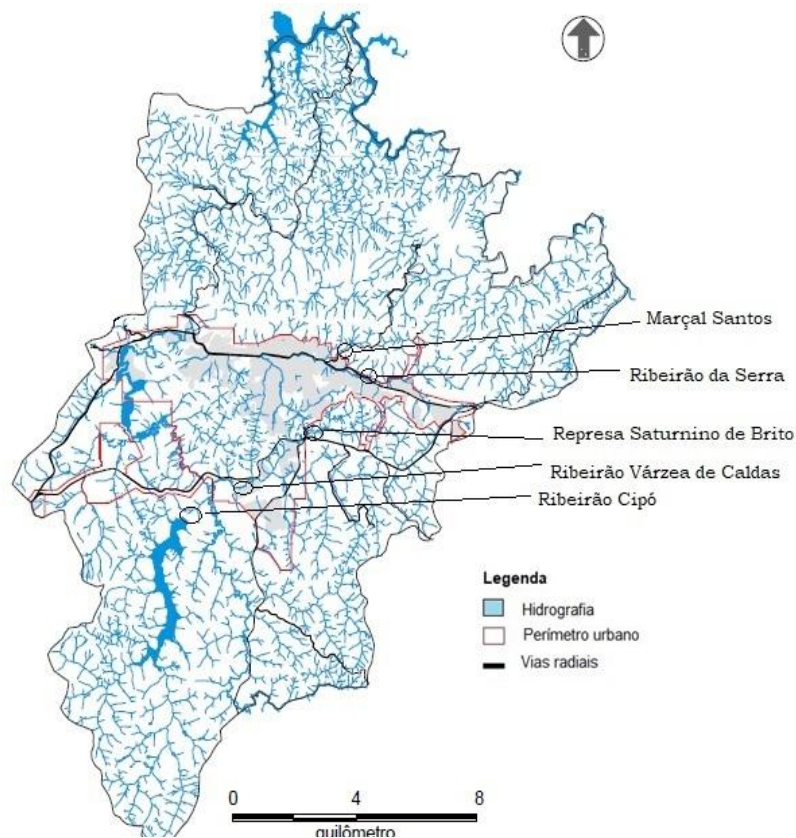 Marçal Santos
Ribeirão da Serra
Represa Saturnino de Brito
Ribeirão Várzea de Caldas
Ribeirão Cipó
Legenda
Hidrografia
Perímetro urbano
Vias radiais
0 4 8
quilômetro